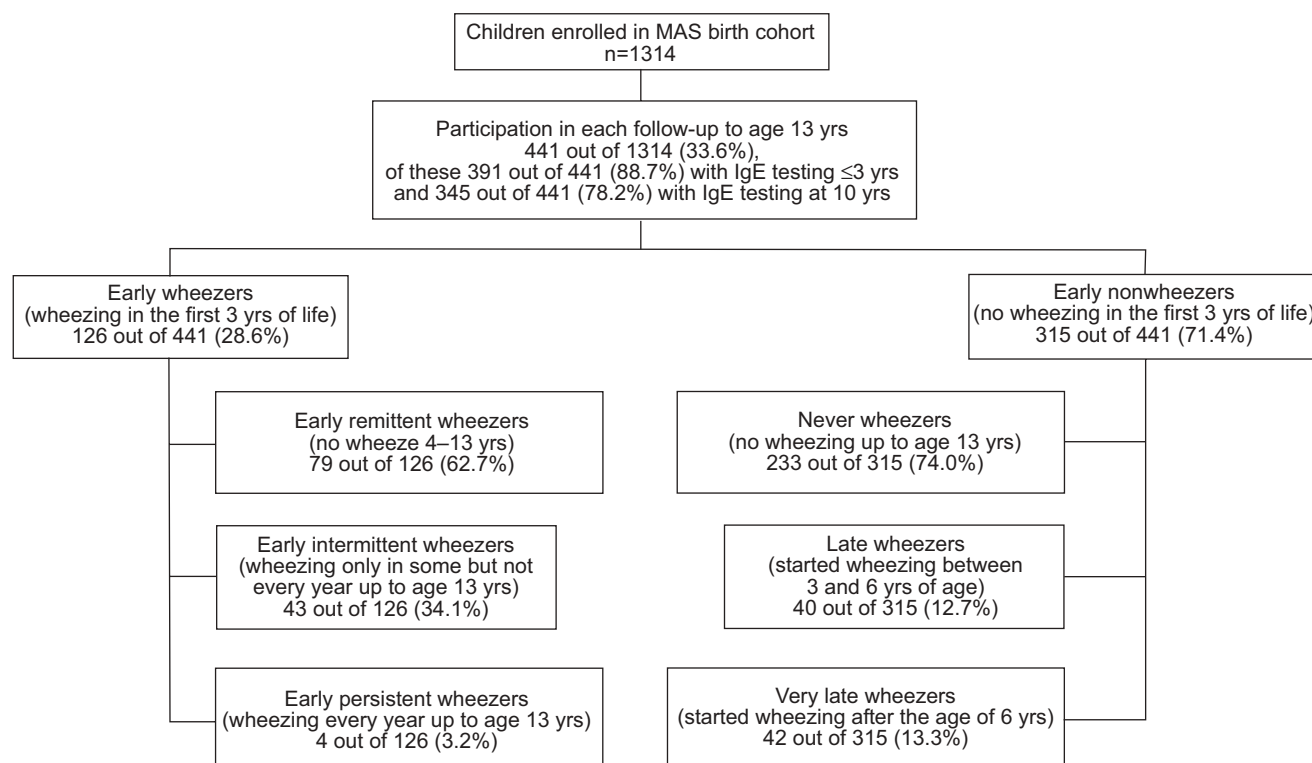 Children enrolled in MAS birth cohort
n=1314
Participation in each follow-up to age 13 yrs
441 out of 1314 (33.6%),
of these 391 out of 441 (88.7%) with IgE testing ≤3 yrs
and 345 out of 441 (78.2%) with IgE testing at 10 yrs
Early wheezers
(wheezing in the first 3 yrs of life)
126 out of 441 (28.6%)
Early nonwheezers
(no wheezing in the first 3 yrs of life)
315 out of 441 (71.4%)
Early remittent wheezers
(no wheeze 4–13 yrs)
79 out of 126 (62.7%)
Never wheezers
(no wheezing up to age 13 yrs)
233 out of 315 (74.0%)
Early intermittent wheezers
(wheezing only in some but not
every year up to age 13 yrs)
43 out of 126 (34.1%)
Late wheezers
(started wheezing between
3 and 6 yrs of age)
40 out of 315 (12.7%)
Early persistent wheezers
(wheezing every year up to age 13 yrs)
4 out of 126 (3.2%)
Very late wheezers
(started wheezing after the age of 6 yrs)
42 out of 315 (13.3%)